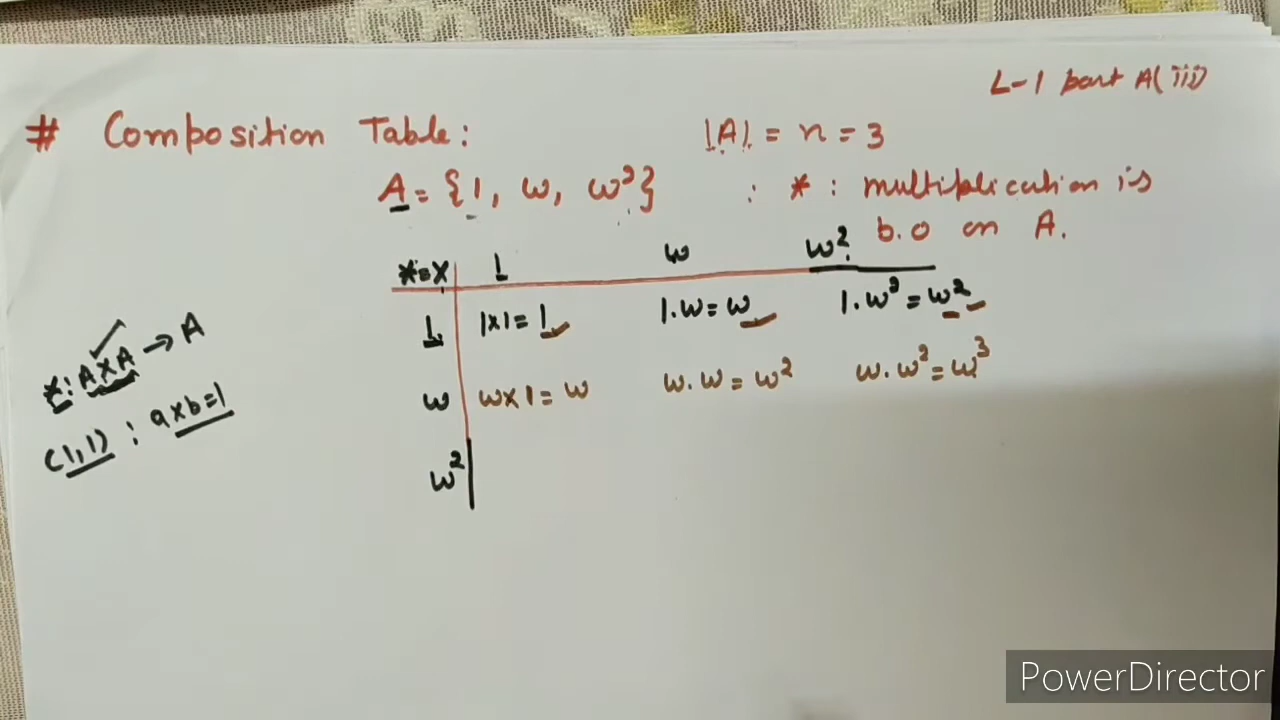 L-1 part A(iii)
# Composition Table: |A| = n = 3
A = {1, ω, ω²} : * : multiplication is
b.o on A.
*=× 1 ω ω²
1 1×1=1 1.ω=ω 1.ω²=ω²
ω ω×1=ω ω.ω=ω² ω.ω²=ω³
ω²
*: A×A → A
(1,1) : a×b=1
PowerDirector